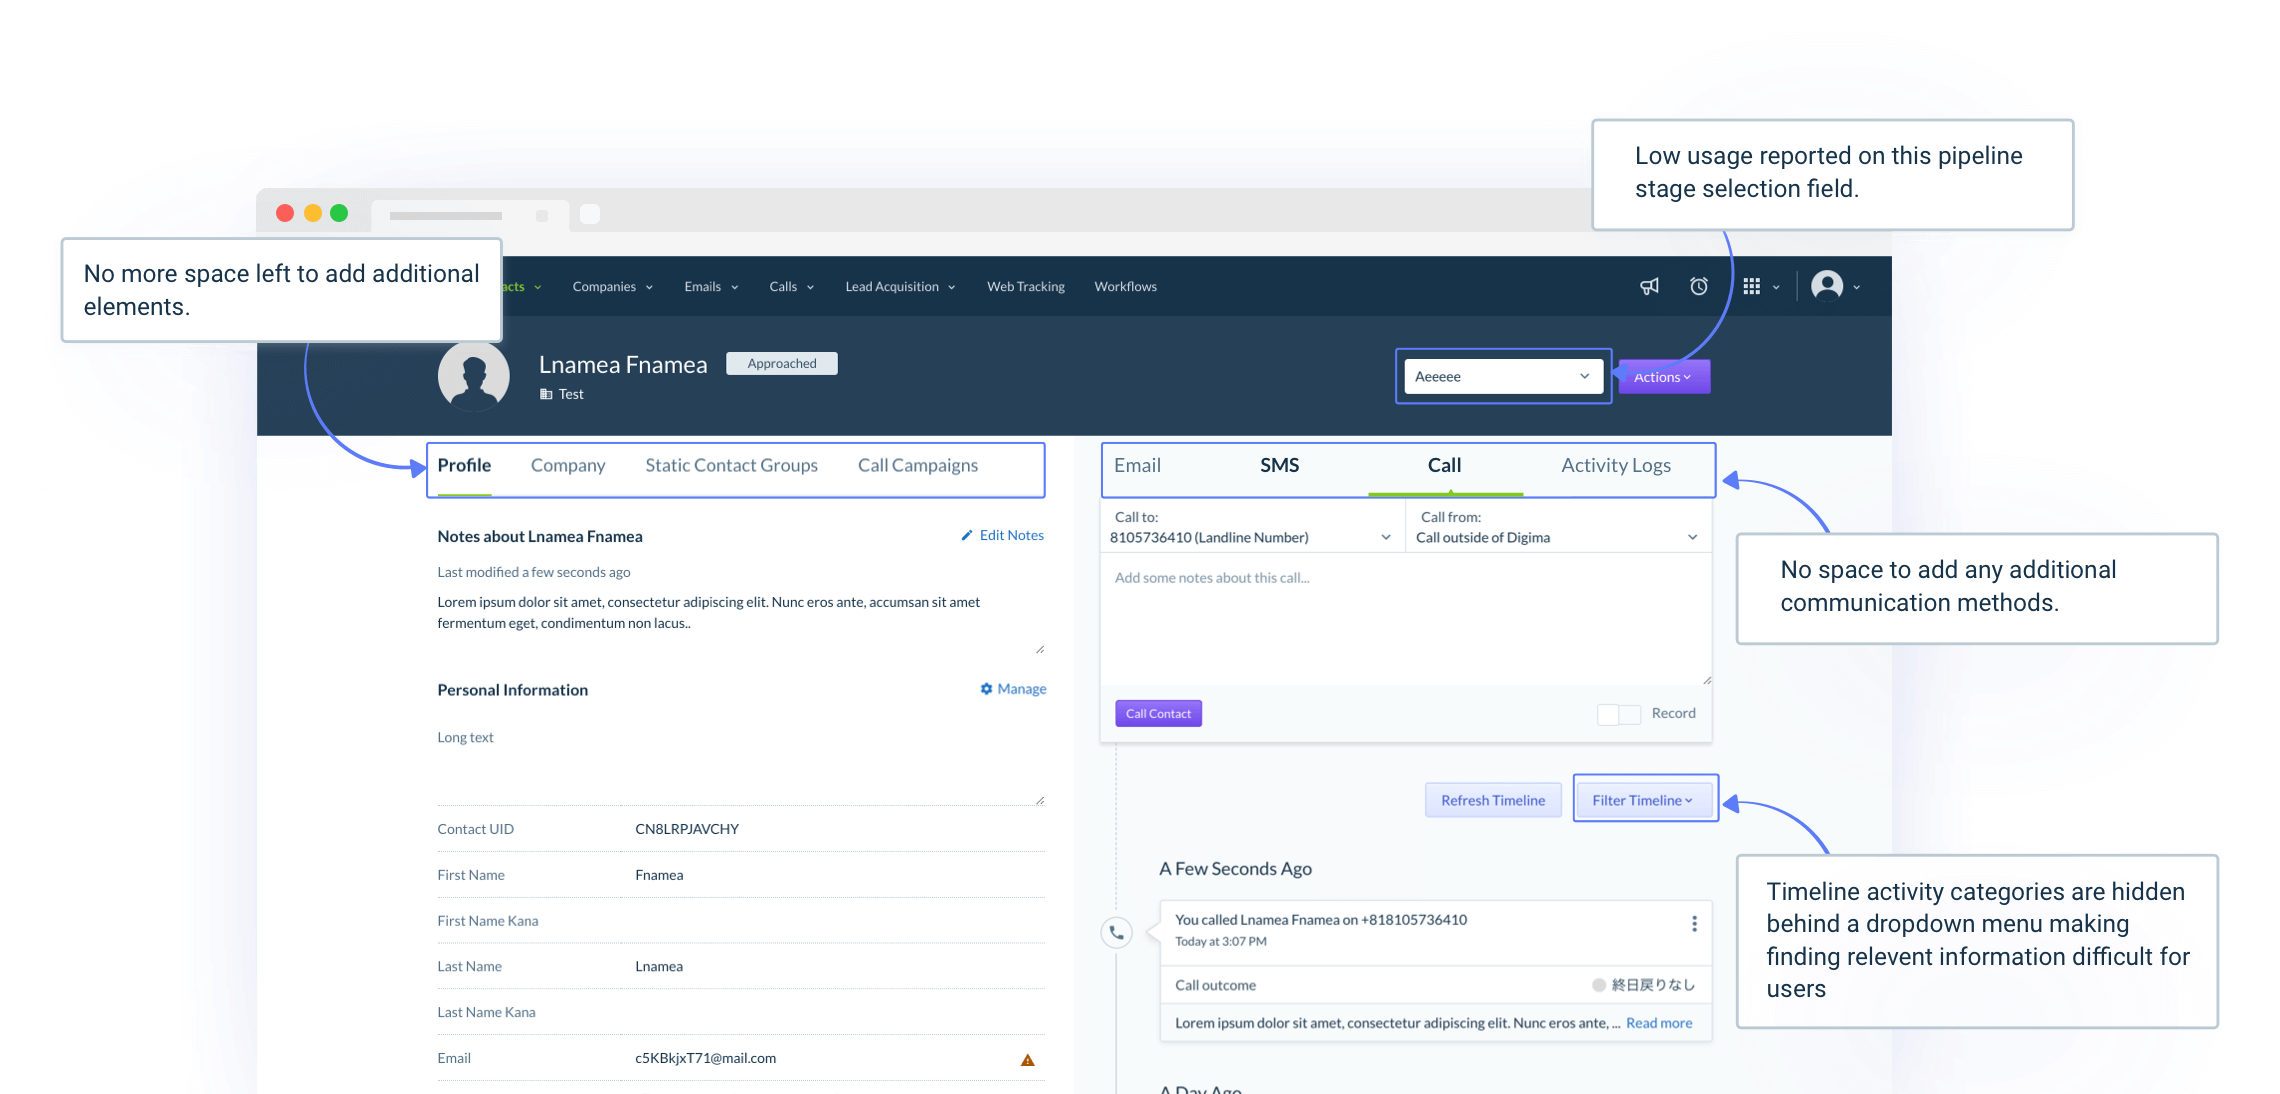 Low usage reported on this pipeline
stage selection field.
No more space left to add additional
elements.
acts
Companies
Emails
Calls
Lead Acquisition
Web Tracking
Workflows
Lnamea Fnamea
Approached
Test
Aeeeee
Actions
Profile
Company
Static Contact Groups
Call Campaigns
Email
SMS
Call
Activity Logs
Notes about Lnamea Fnamea
Edit Notes
Last modified a few seconds ago
Lorem ipsum dolor sit amet, consectetur adipiscing elit. Nunc eros ante, accumsan sit amet
fermentum eget, condimentum non lacus..
Personal Information
Manage
Long text
Contact UID
CN8LRPJAVCHY
First Name
Fnamea
First Name Kana
Last Name
Lnamea
Last Name Kana
Email
c5KBkjxT71@mail.com
Call to:
8105736410 (Landline Number)
Call from:
Call outside of Digima
Add some notes about this call...
Call Contact
Record
No space to add any additional
communication methods.
Refresh Timeline
Filter Timeline
A Few Seconds Ago
You called Lnamea Fnamea on +818105736410
Today at 3:07 PM
Call outcome
終日戻りなし
Lorem ipsum dolor sit amet, consectetur adipiscing elit. Nunc eros ante, ... Read more
A Day Ago
Timeline activity categories are hidden
behind a dropdown menu making
finding relevent information difficult for
users